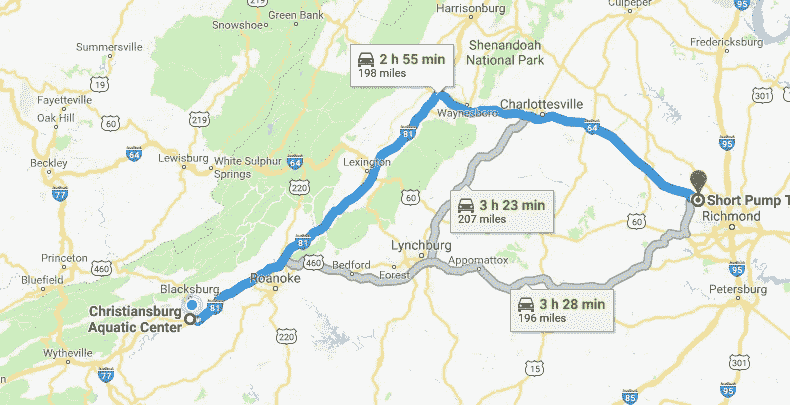 Harrisonburg
Culpeper
95
Green Bank
Snowshoe
Summersville
219
Shenandoah
National Park
Fredericksburg
2 h 55 min
198 miles
Fayetteville
Oak Hill
60
219
Waynesboro
Charlottesville
301
95
64
81
64
Beckley
Lewisburg
White Sulphur
Springs
64
Lexington
77
220
60
3 h 23 min
207 miles
Short Pump T
Richmond
60
81
Lynchburg
Princeton
460
Bluefield
460
Bedford
Forest
Appomattox
95
Blacksburg
Roanoke
Petersburg
Christiansburg
Aquatic Center
81
3 h 28 min
196 miles
220
Wytheville
77
15
301
85
95